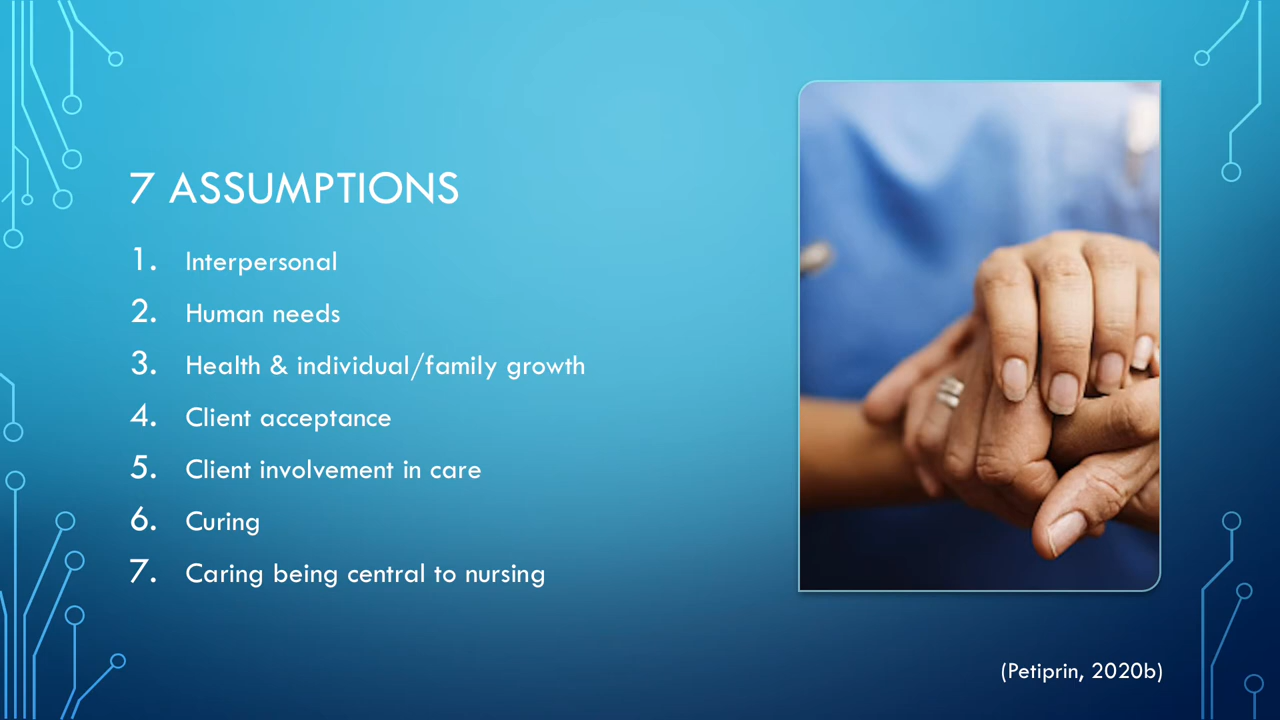 7 ASSUMPTIONS
1. Interpersonal
2. Human needs
3. Health & individual/family growth
4. Client acceptance
5. Client involvement in care
6. Curing
7. Caring being central to nursing
(Petiprin, 2020b)